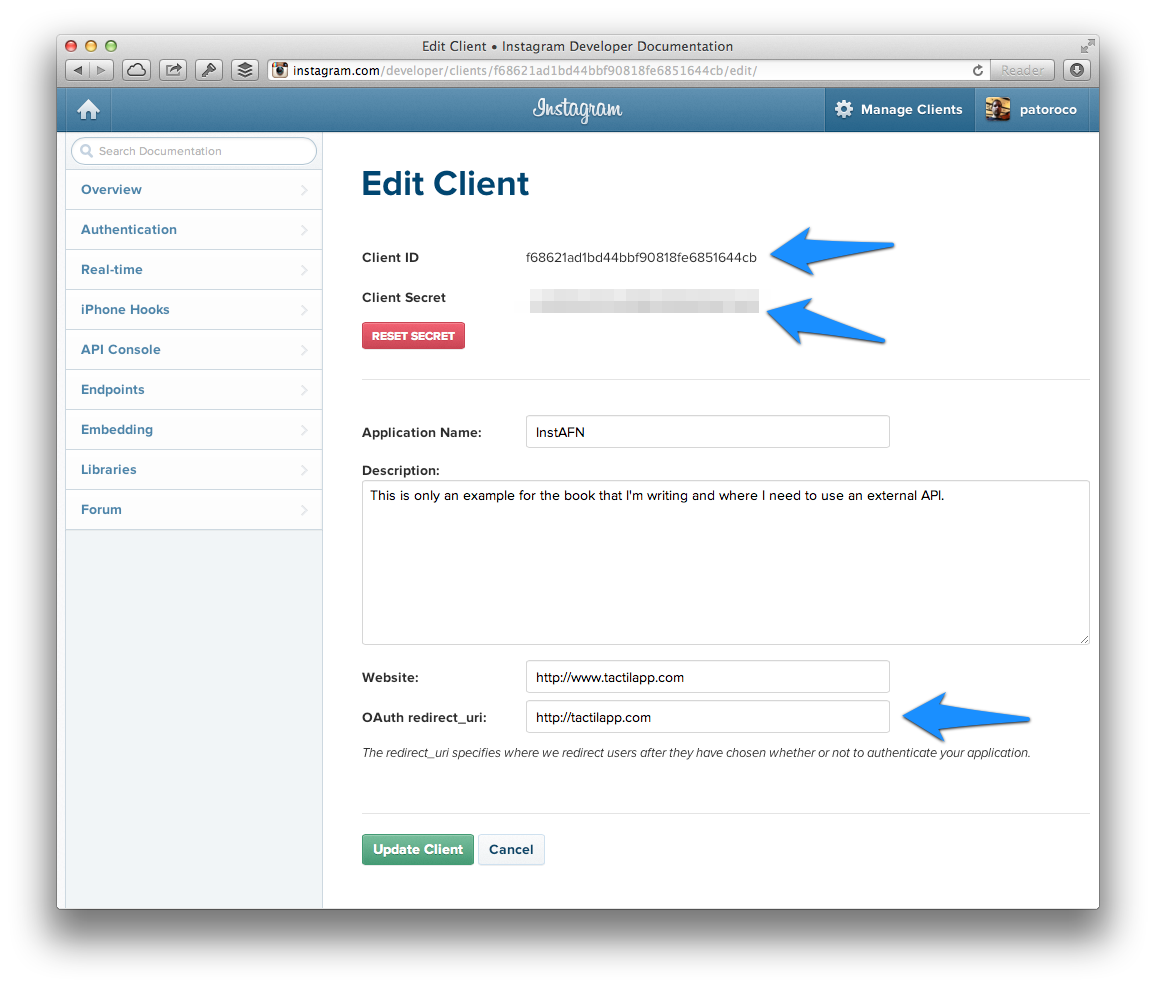 Edit Client • Instagram Developer Documentation
instagram.com/developer/clients/f68621ad1bd44bbf90818fe6851644cb/edit/
Reader
Instagram
Manage Clients
patoroco
Search Documentation
Overview
Authentication
Real-time
iPhone Hooks
API Console
Endpoints
Embedding
Libraries
Forum
Edit Client
Client ID f68621ad1bd44bbf90818fe6851644cb
Client Secret
RESET SECRET
Application Name: InstAFN
Description:
This is only an example for the book that I'm writing and where I need to use an external API.
Website: http://www.tactilapp.com
OAuth redirect_uri: http://tactilapp.com
The redirect_uri specifies where we redirect users after they have chosen whether or not to authenticate your application.
Update Client Cancel